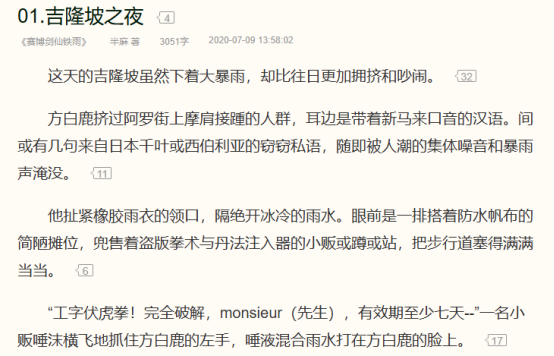 01.吉隆坡之夜 4
《赛博剑仙铁雨》 半麻 著 3051字 2020-07-09 13:58:02
这天的吉隆坡虽然下着大暴雨，却比往日更加拥挤和吵闹。 32
方白鹿挤过阿罗街上摩肩接踵的人群，耳边是带着新马来口音的汉语。间
或有几句来自日本千叶或西伯利亚的窃窃私语，随即被人潮的集体噪音和暴雨
声淹没。 11
他扯紧橡胶雨衣的领口，隔绝开冰冷的雨水。眼前是一排搭着防水帆布的
简陋摊位，兜售着盗版拳术与丹法注入器的小贩或蹲或站，把步行道塞得满满
当当。 6
“工字伏虎拳！完全破解，monsieur（先生），有效期至少七天--”一名小
贩唾沫横飞地抓住方白鹿的左手，唾液混合雨水打在方白鹿的脸上。 17